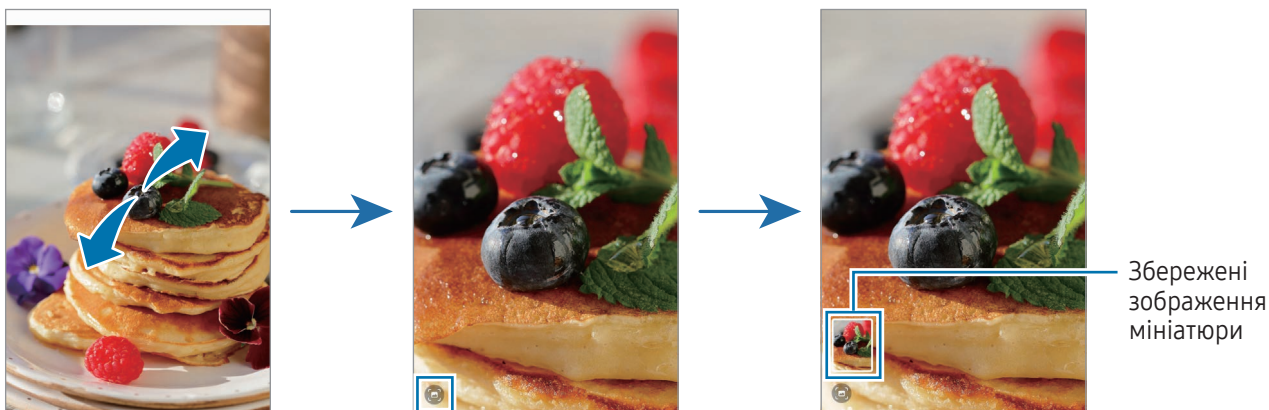 Збережені
зображення
мініатюри